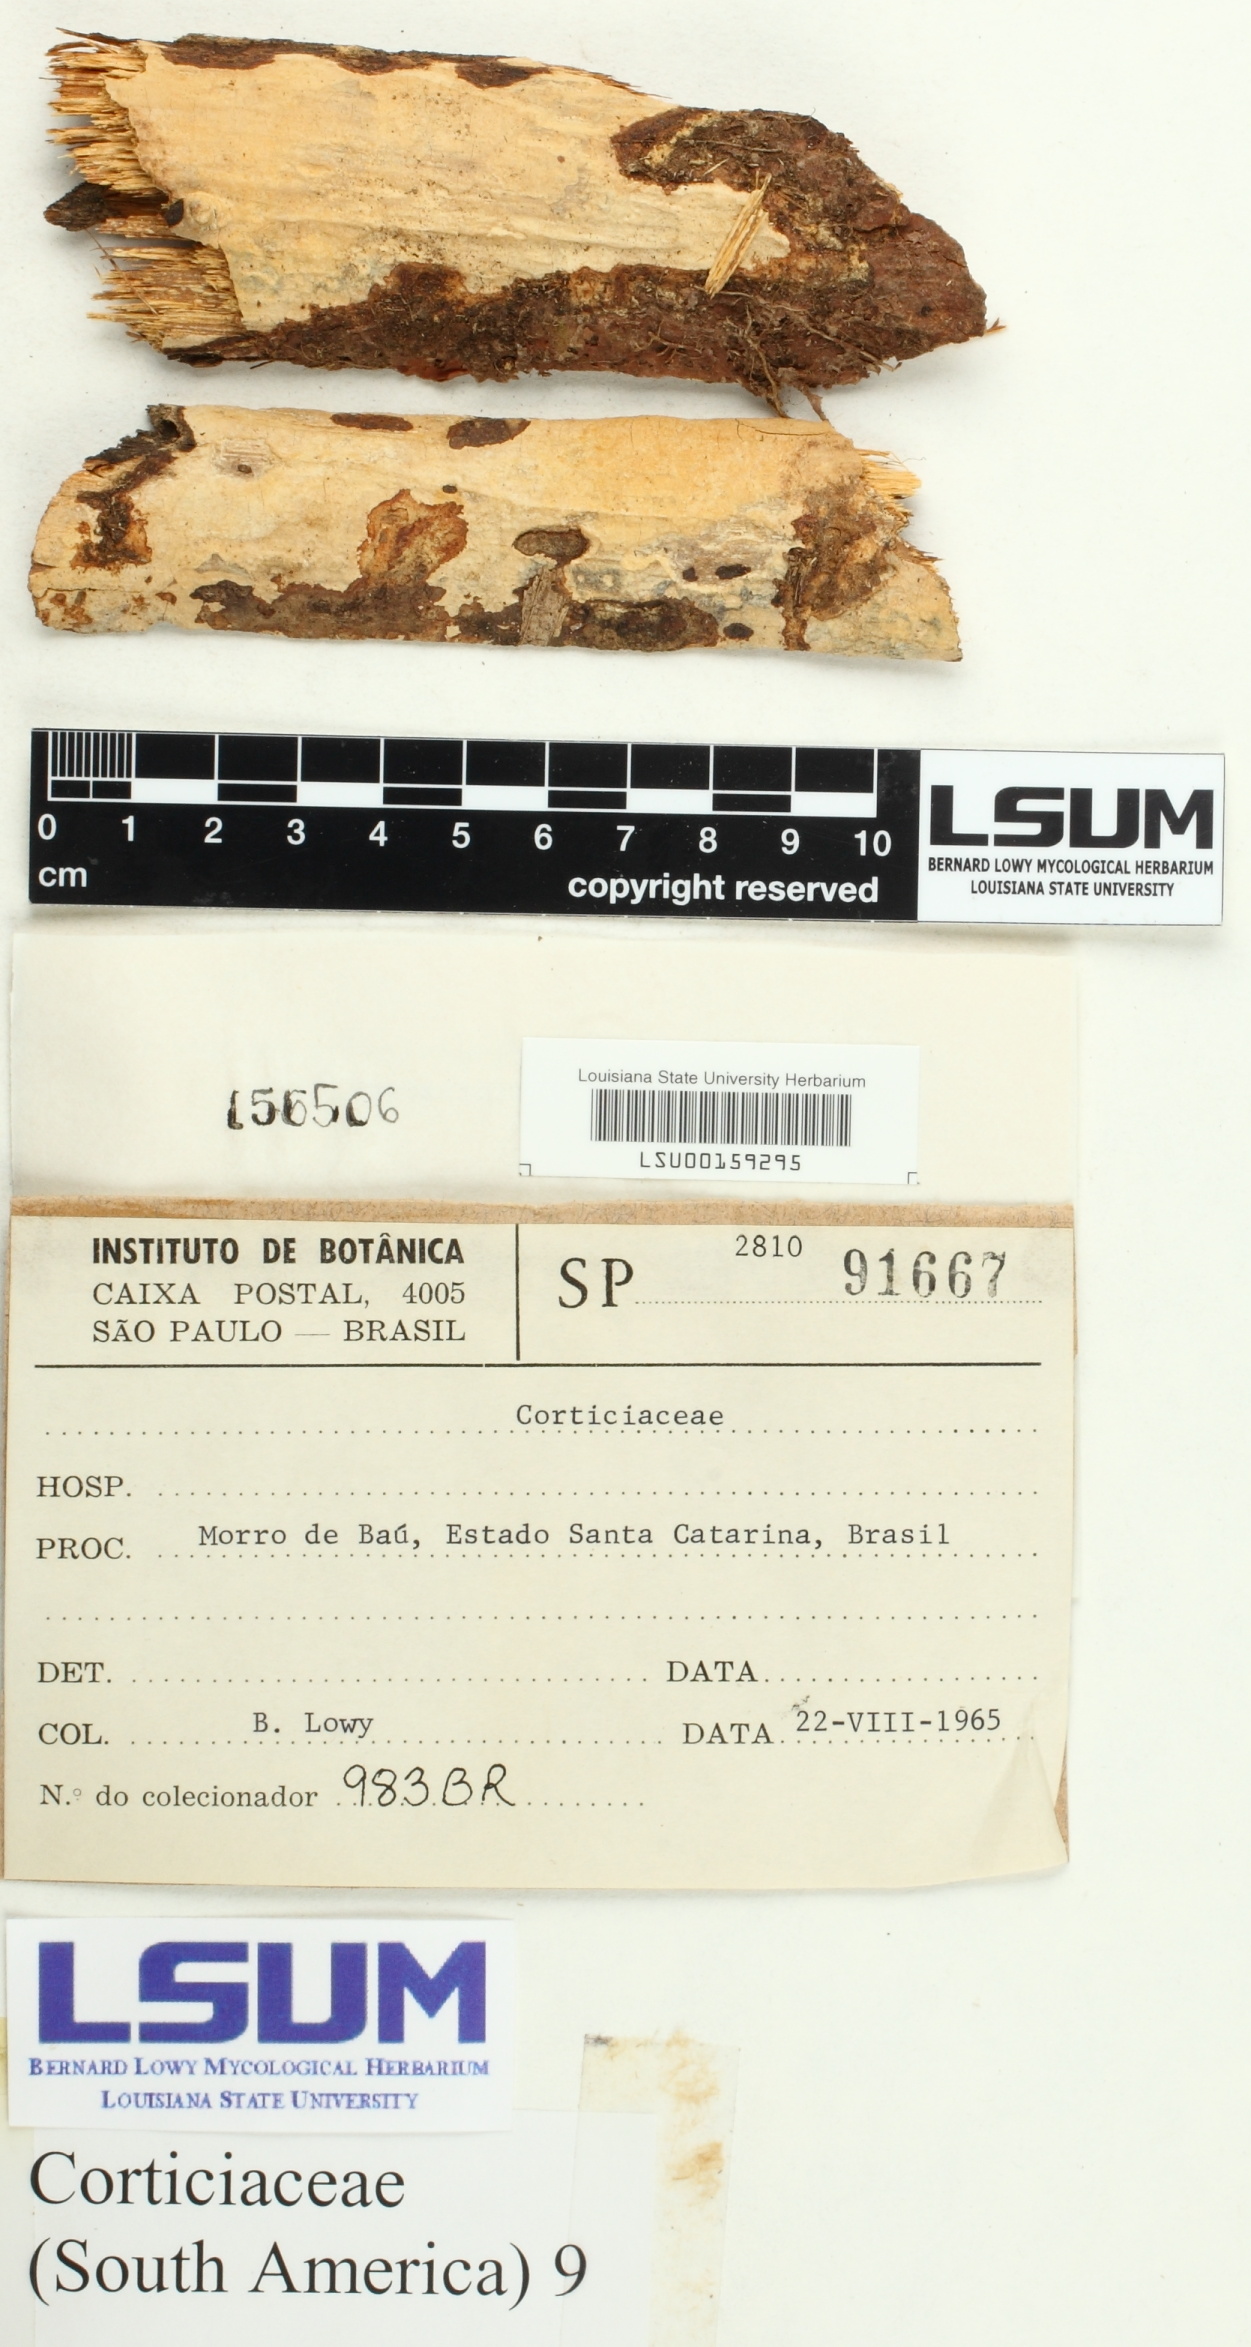 0 1 2 3 4 5 6 7 8 9 10
cm
copyright reserved
LSUM
BERNARD LOWY MYCOLOGICAL HERBARIUM
LOUISIANA STATE UNIVERSITY
156506
Louisiana State University Herbarium
LSU00159295
INSTITUTO DE BOTÂNICA
CAIXA POSTAL, 4005
SÃO PAULO — BRASIL
SP 2810 91667
Corticiaceae
HOSP.
PROC. Morro de Baú, Estado Santa Catarina, Brasil
DET. DATA
COL. B. Lowy DATA 22-VIII-1965
N.º do colecionador 983BR
LSUM
BERNARD LOWY MYCOLOGICAL HERBARIUM
LOUISIANA STATE UNIVERSITY
Corticiaceae
(South America) 9